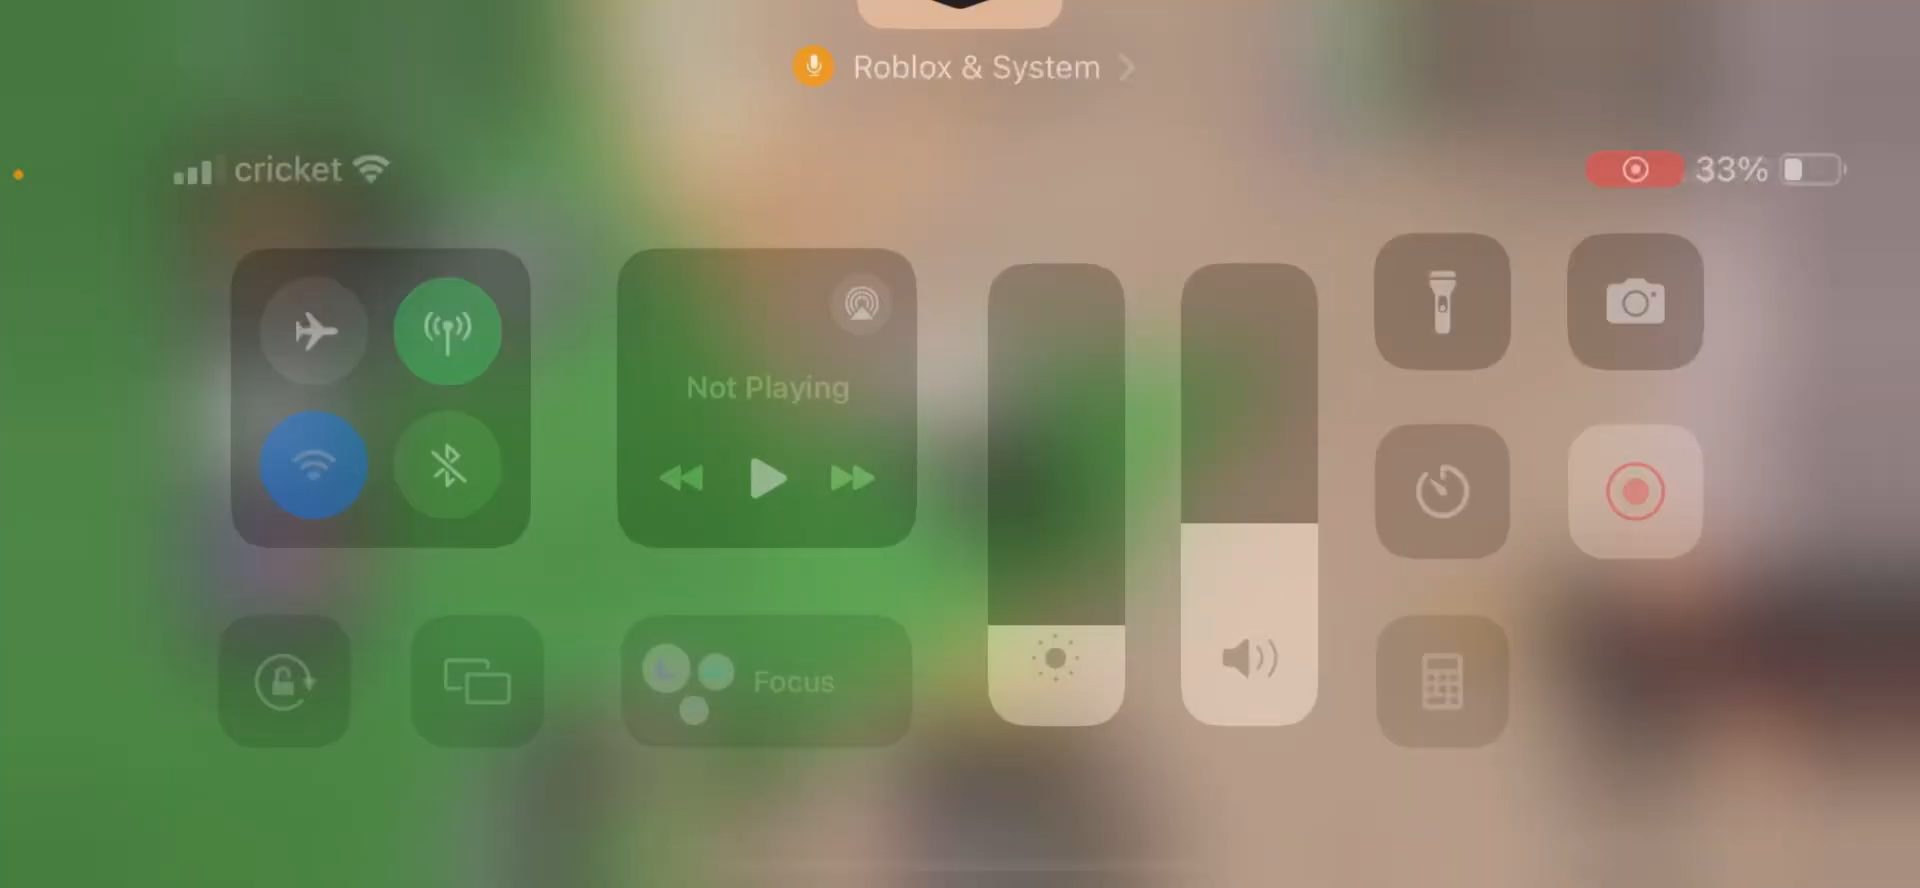 Roblox & System
cricket
33%
Not Playing
Focus